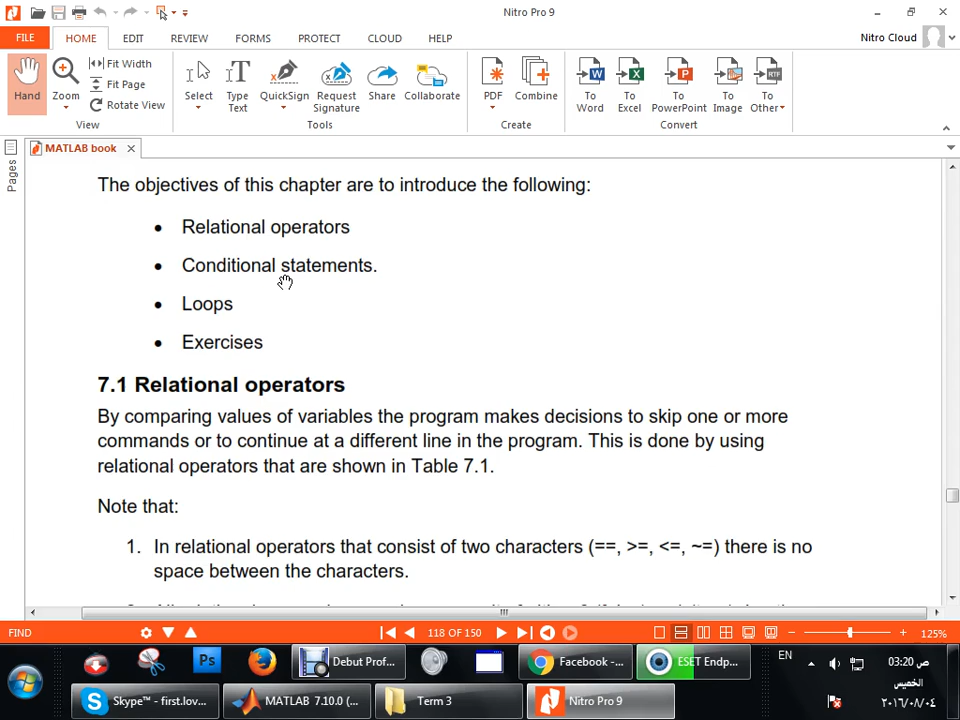 Nitro Pro 9
FILE HOME EDIT REVIEW FORMS PROTECT CLOUD HELP
Nitro Cloud
Hand Zoom
Fit Width
Fit Page
Rotate View
Select Type Text QuickSign Request Signature Share Collaborate
PDF Combine
To Word To Excel To PowerPoint To Image To Other
View Tools Create Convert
MATLAB book
Pages
The objectives of this chapter are to introduce the following:
• Relational operators
• Conditional statements.
• Loops
• Exercises
7.1 Relational operators
By comparing values of variables the program makes decisions to skip one or more
commands or to continue at a different line in the program. This is done by using
relational operators that are shown in Table 7.1.
Note that:
1. In relational operators that consist of two characters (==, >=, <=, ~=) there is no
space between the characters.
FIND
118 OF 150
125%
Ps
Debut Prof...
Facebook -...
ESET Endp...
EN
03:20 ص
الخميس
٢٠١٦/٠٨/٠٤
Skype™ - first.lov...
MATLAB 7.10.0 (...
Term 3
Nitro Pro 9